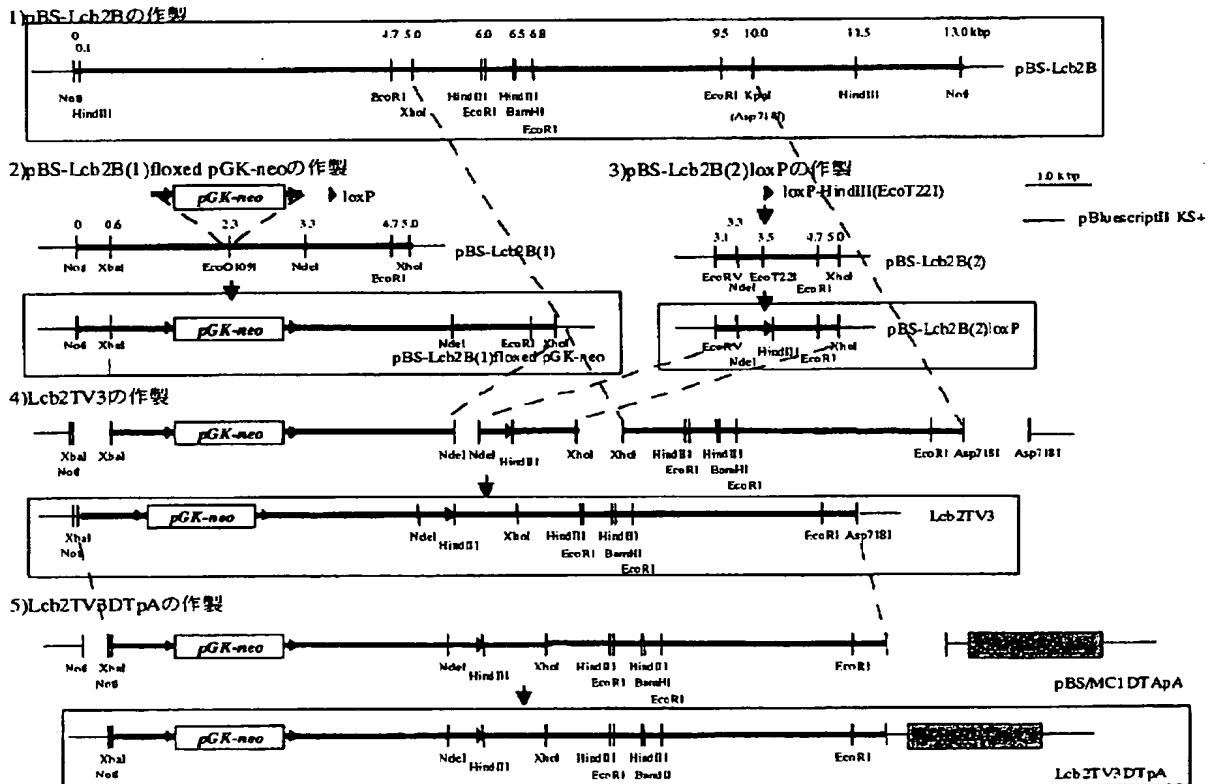 1)pBS-Lcb2Bの作製
0 4.7 5.0 6.0 6.5 6.8 9.5 10.0 11.5 13.0 kbp
0.1
pBS-Lcb2B
NotI EcoRI HindIII HindIII EcoRI KpnI HindIII NotI
HindIII XhoI EcoRI BamHI (Asp718I)
EcoRI
2)pBS-Lcb2B(1)floxed pGK-neoの作製
3)pBS-Lcb2B(2)loxPの作製
pGK-neo loxP
loxP-HindIII(EcoT22I)
1.0 kbp
pBluescriptII KS+
0 0.6 2.3 3.3 4.7 5.0
pBS-Lcb2B(1)
NotI XbaI EcoO109I NdeI EcoRI XhoI
3.3
3.1 3.5 4.7 5.0
pBS-Lcb2B(2)
EcoRV NdeI EcoT22I EcoRI XhoI
pGK-neo
NotI XbaI NdeI EcoRI XhoI
pBS-Lcb2B(1)floxed pGK-neo
pBS-Lcb2B(2)loxP
EcoRV NdeI HindIII EcoRI XhoI
4)Lcb2TV3の作製
pGK-neo
XbaI XbaI NdeI NdeI HindIII XhoI XhoI HindIII HindIII EcoRI Asp718I Asp718I
NotI EcoRI BamHI
EcoRI
pGK-neo
Lcb2TV3
XbaI NdeI HindIII XhoI HindIII HindIII EcoRI Asp718I
NotI EcoRI BamHI
EcoRI
5)Lcb2TV3DTpAの作製
pGK-neo
NotI XbaI NdeI HindIII XhoI HindIII HindIII EcoRI
NotI EcoRI BamHI
EcoRI
pBS/MC1DTApA
pGK-neo
XbaI NdeI HindIII XhoI HindIII HindIII EcoRI
NotI EcoRI BamHI
EcoRI
Lcb2TV3DTpA